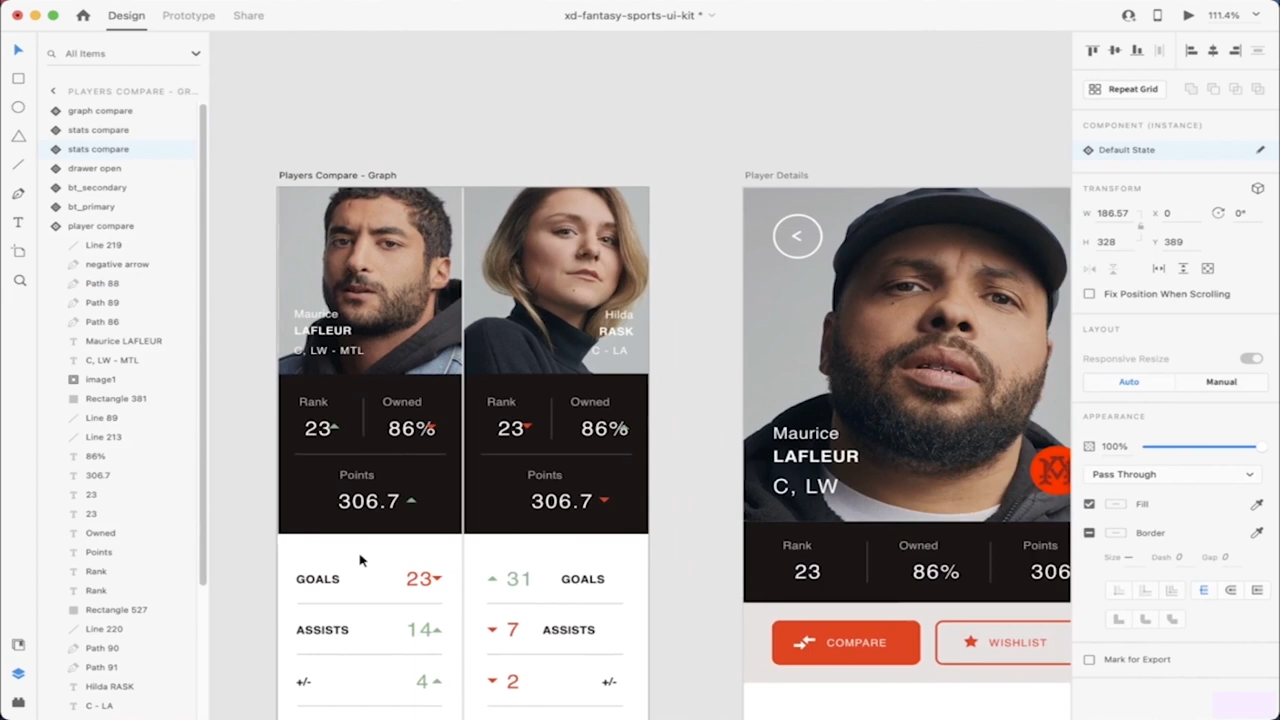 Design Prototype Share xd-fantasy-sports-ui-kit * 111.4%
All Items
PLAYERS COMPARE - GR...
graph compare
stats compare
stats compare
drawer open
bt_secondary
bt_primary
player compare
Line 219
negative arrow
Path 88
Path 89
Path 86
Maurice LAFLEUR
C, LW - MTL
image1
Rectangle 381
Line 89
Line 213
86%
306.7
23
23
Owned
Points
Rank
Rank
Rectangle 527
Line 220
Path 90
Path 91
Hilda RASK
C - LA
Players Compare - Graph
Maurice
LAFLEUR
C, LW - MTL
Hilda
RASK
C - LA
Rank Owned
23 86%
Points
306.7
Rank Owned
23 86%
Points
306.7
GOALS 23
ASSISTS 14
+/- 4
31 GOALS
7 ASSISTS
2 +/-
Player Details
<
Maurice
LAFLEUR
C, LW
Rank Owned Points
23 86% 306
COMPARE WISHLIST
Repeat Grid
COMPONENT (INSTANCE)
Default State
TRANSFORM
W 186.57 X 0 0°
H 328 Y 389
Fix Position When Scrolling
LAYOUT
Responsive Resize
Auto Manual
APPEARANCE
100%
Pass Through
Fill
Border
Size — Dash 0 Gap 0
Mark for Export